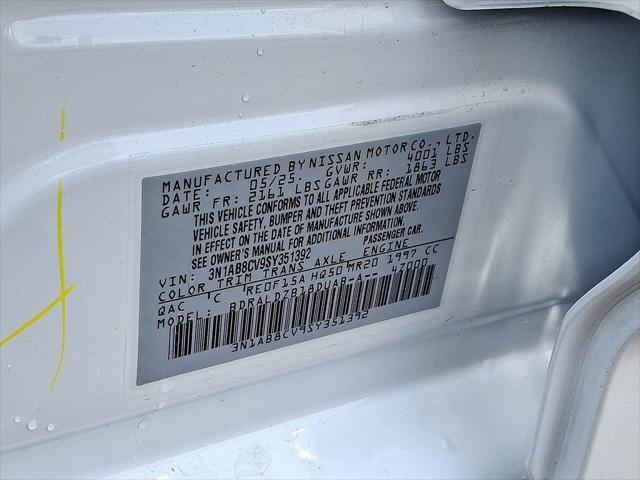 MANUFACTURED BY NISSAN MOTOR CO., LTD.
DATE: 05/25. GVWR: 4001 LBS
GAWR FR: 2161 LBS GAWR RR: 1863 LBS
THIS VEHICLE CONFORMS TO ALL APPLICABLE FEDERAL MOTOR
VEHICLE SAFETY, BUMPER AND THEFT PREVENTION STANDARDS
IN EFFECT ON THE DATE OF MANUFACTURE SHOWN ABOVE.
SEE OWNER'S MANUAL FOR ADDITIONAL INFORMATION.
VIN: 3N1AB8CV9SY351392 PASSENGER CAR.
COLOR TRIM TRANS AXLE ENGINE
QAC C RE0F15A HQ50 MR20 1997 CC
MODEL: BDRALDZB18DUAB-A-- 47000
3N1AB8CV9SY351392